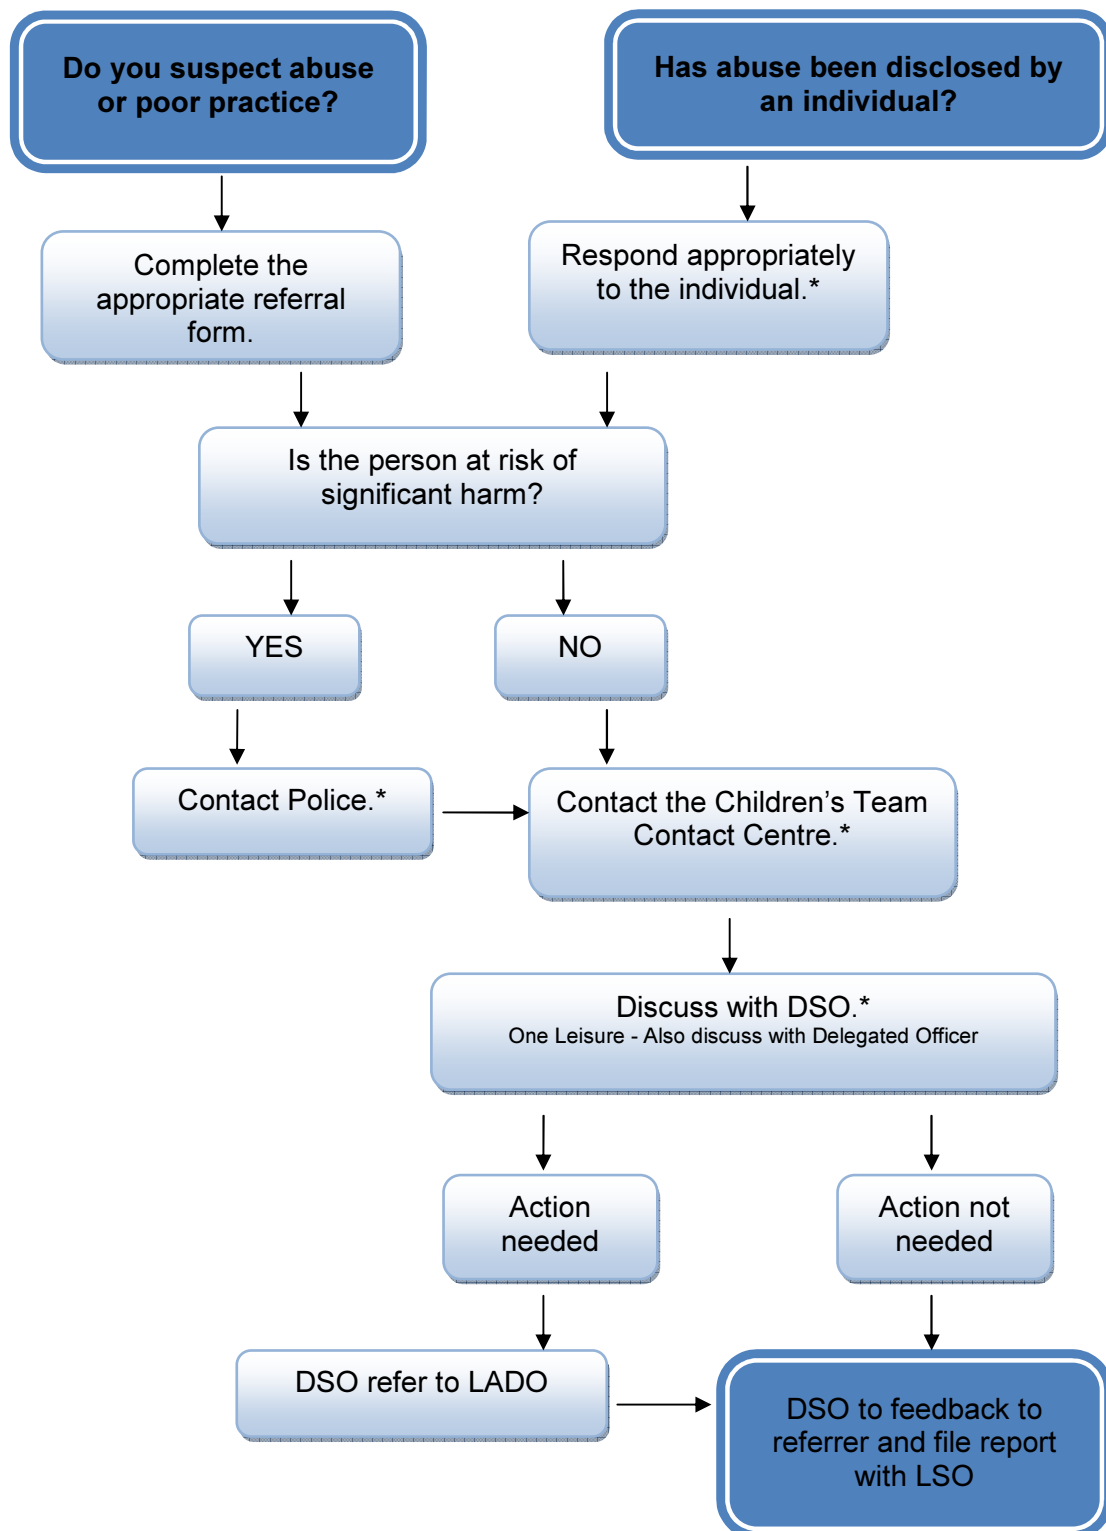 Do you suspect abuse
or poor practice?
Has abuse been disclosed by
an individual?
Complete the
appropriate referral
form.
Respond appropriately
to the individual.*
Is the person at risk of
significant harm?
YES
NO
Contact Police.*
Contact the Children’s Team
Contact Centre.*
Discuss with DSO.*
One Leisure - Also discuss with Delegated Officer
Action
needed
Action not
needed
DSO refer to LADO
DSO to feedback to
referrer and file report
with LSO